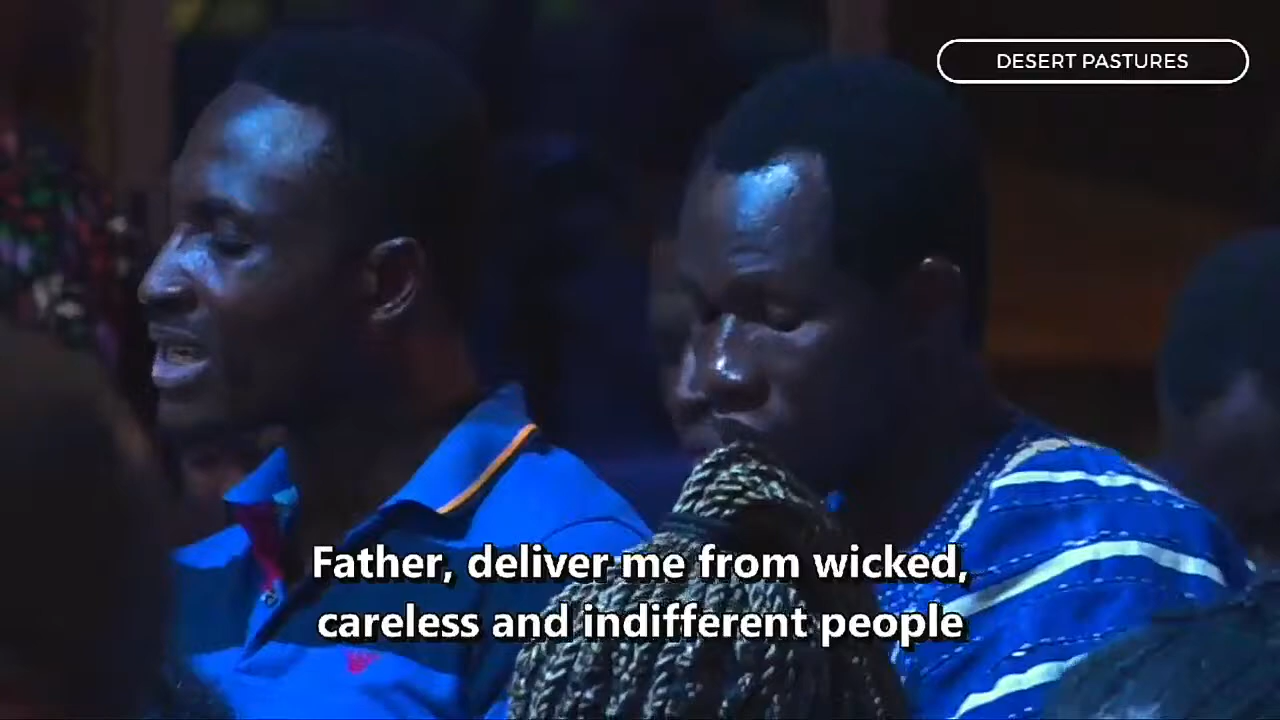 DESERT PASTURES
Father, deliver me from wicked,
careless and indifferent people